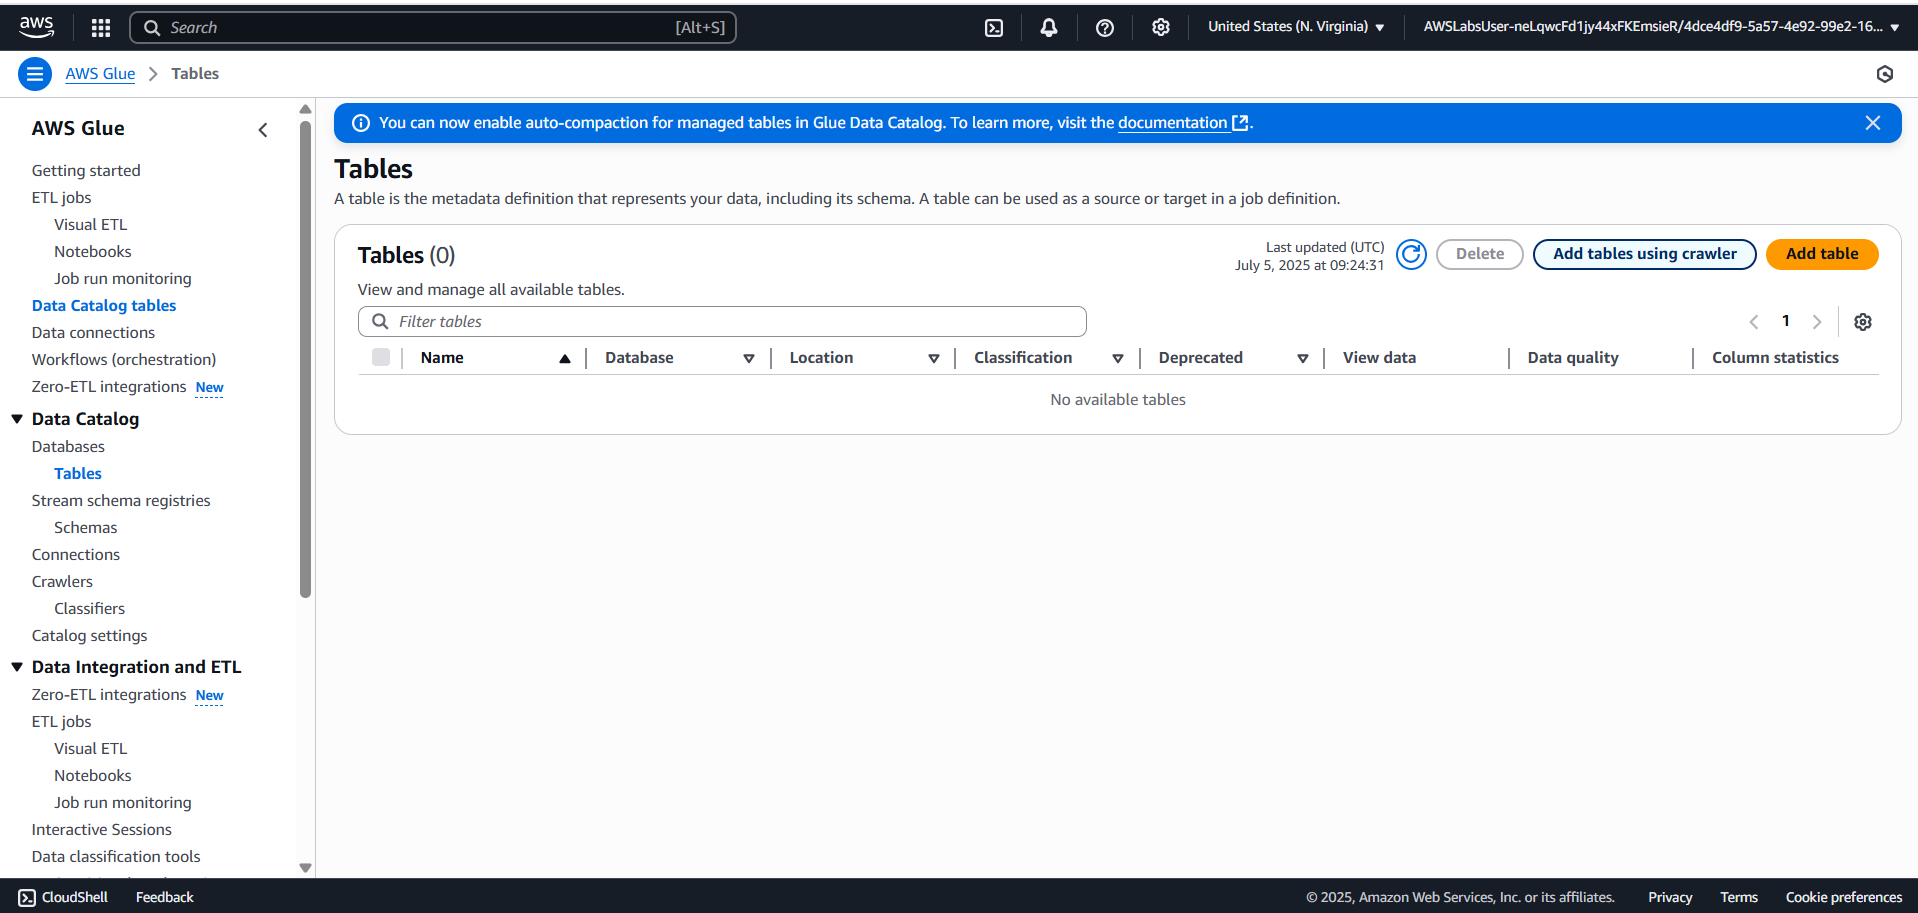 aws
Search [Alt+S]
United States (N. Virginia)
AWSLabsUser-neLqwcFd1jy44xFKEmsieR/4dce4df9-5a57-4e92-99e2-16...
AWS Glue
Tables
AWS Glue
Getting started
ETL jobs
Visual ETL
Notebooks
Job run monitoring
Data Catalog tables
Data connections
Workflows (orchestration)
Zero-ETL integrations New
Data Catalog
Databases
Tables
Stream schema registries
Schemas
Connections
Crawlers
Classifiers
Catalog settings
Data Integration and ETL
Zero-ETL integrations New
ETL jobs
Visual ETL
Notebooks
Job run monitoring
Interactive Sessions
Data classification tools
You can now enable auto-compaction for managed tables in Glue Data Catalog. To learn more, visit the documentation.
Tables
A table is the metadata definition that represents your data, including its schema. A table can be used as a source or target in a job definition.
Tables (0)
Last updated (UTC)
July 5, 2025 at 09:24:31
Delete
Add tables using crawler
Add table
View and manage all available tables.
Filter tables
1
Name Database Location Classification Deprecated View data Data quality Column statistics
No available tables
CloudShell Feedback
© 2025, Amazon Web Services, Inc. or its affiliates. Privacy Terms Cookie preferences